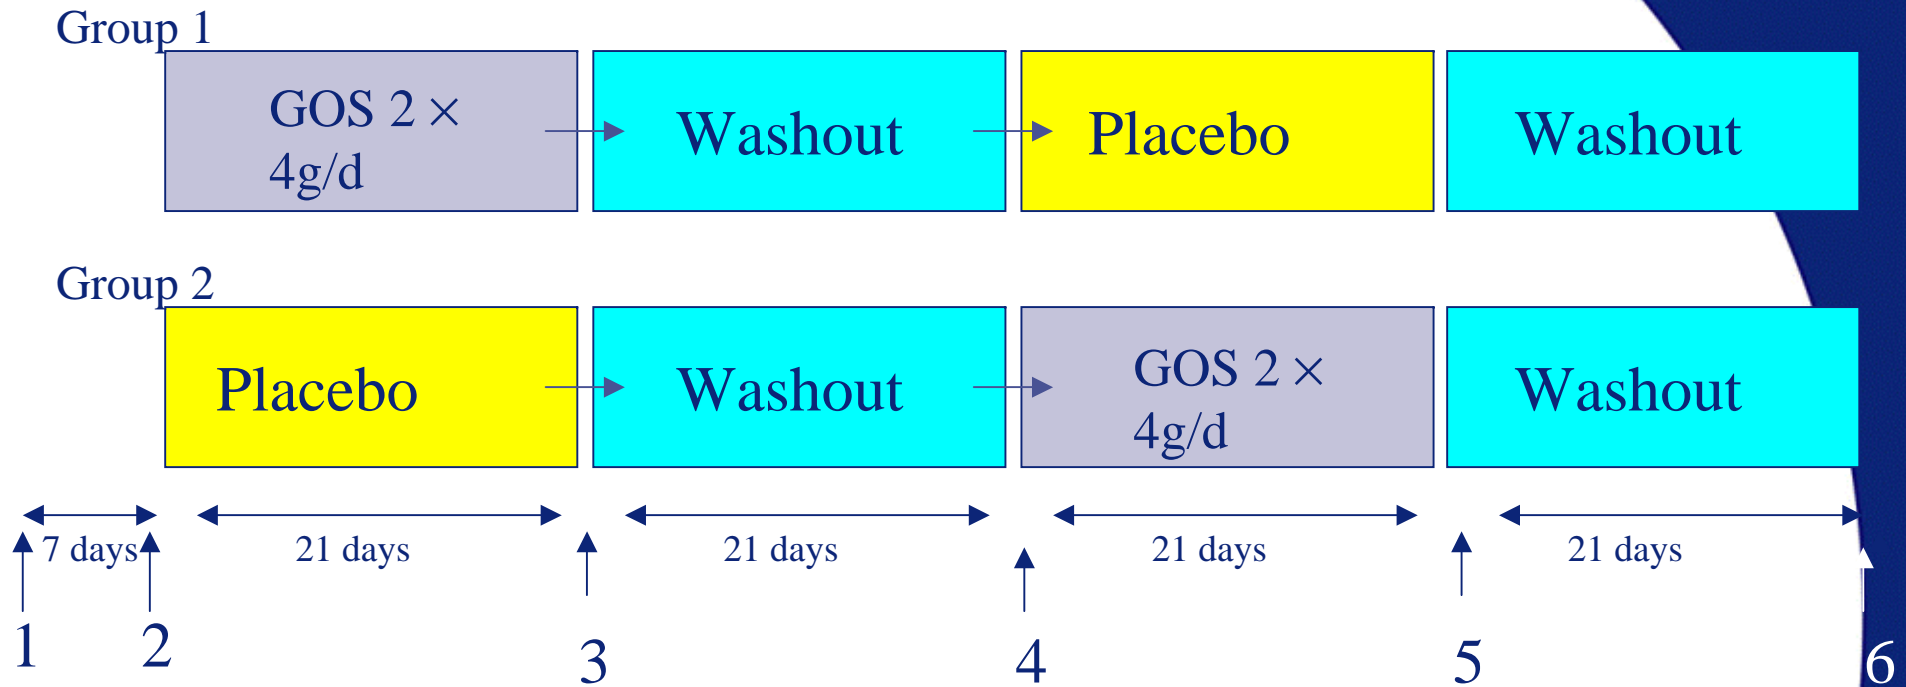 Group 1
GOS 2 ×
4g/d
Washout
Placebo
Washout
Group 2
Placebo
Washout
GOS 2 ×
4g/d
Washout
7 days
21 days
21 days
21 days
21 days
1
2
3
4
5
6